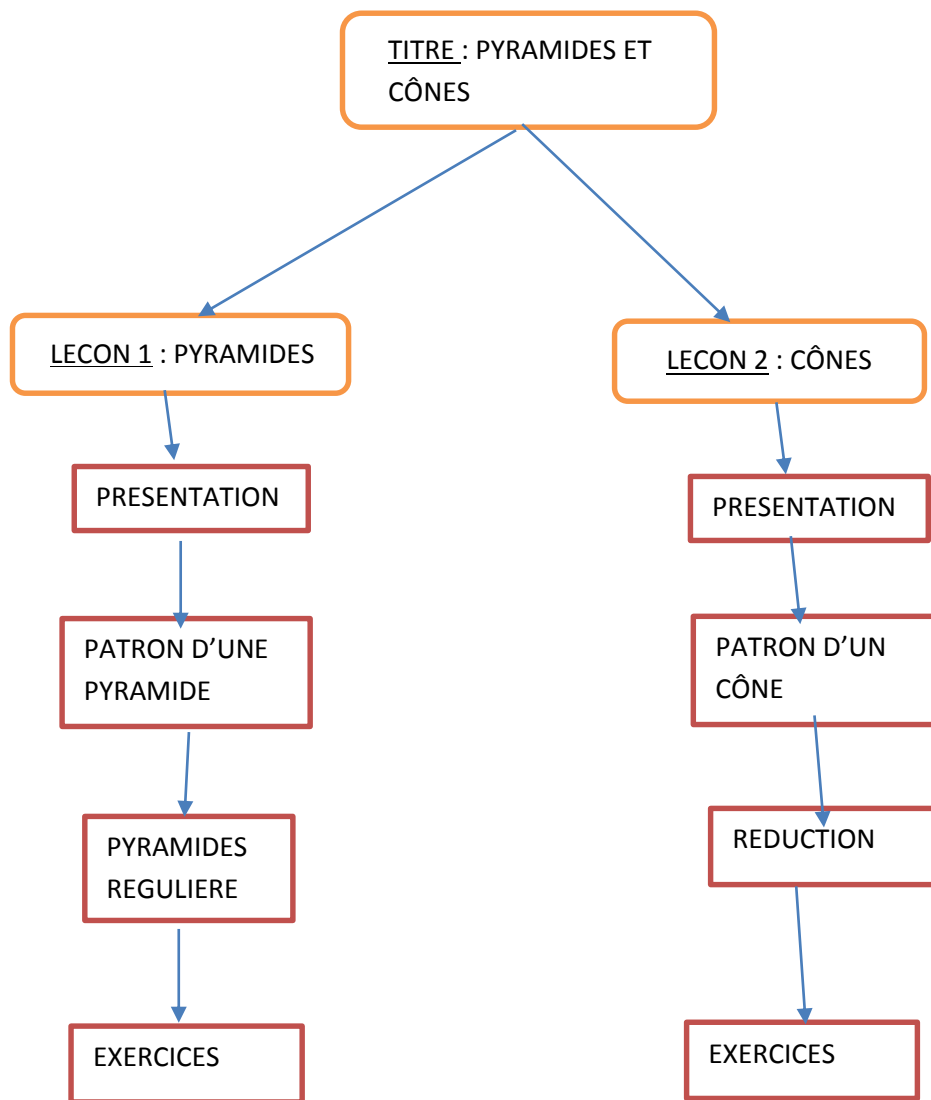 TITRE : PYRAMIDES ET
CÔNES
LECON 1 : PYRAMIDES
LECON 2 : CÔNES
PRESENTATION
PRESENTATION
PATRON D’UNE
PYRAMIDE
PATRON D’UN
CÔNE
PYRAMIDES
REGULIERE
REDUCTION
EXERCICES
EXERCICES